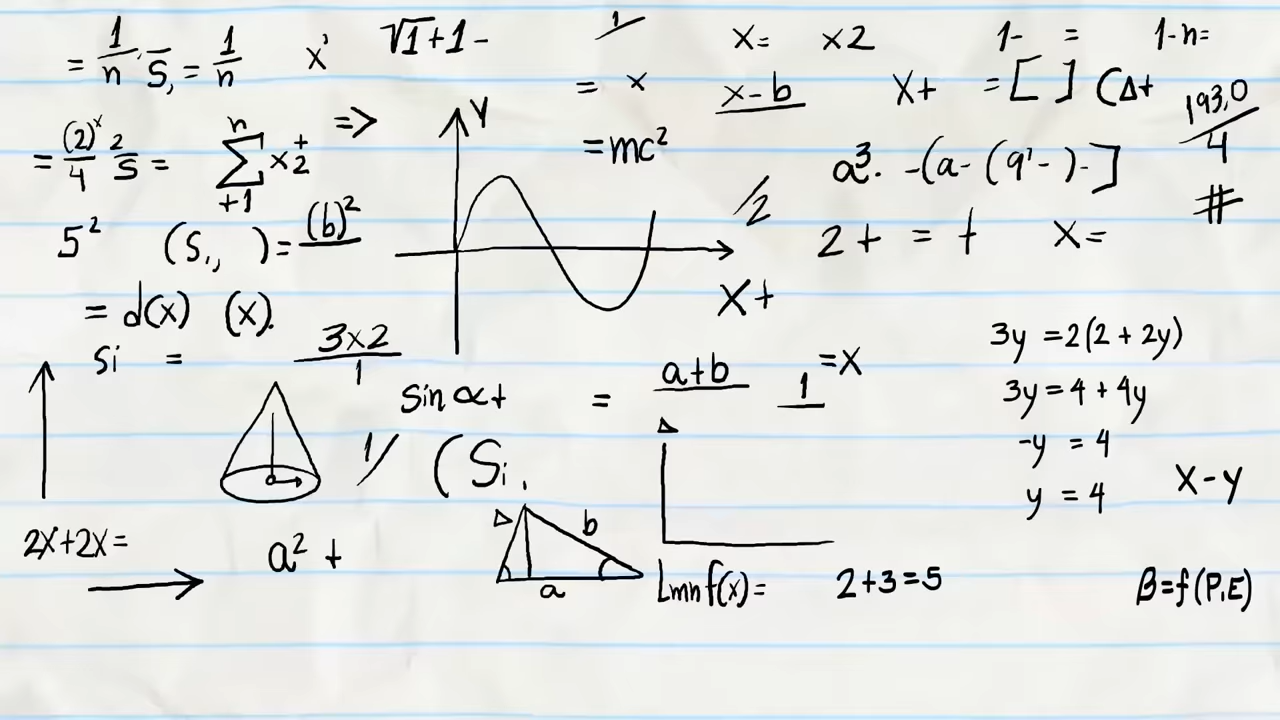 = 1/n · S̅, = 1/n x' √1+1- 1/ x= x2 1- = 1-n=
= x x-b x+ =[ ] (Δ+ 193,0/4
= (2)ˣ/4 2/S = n ∑ +1 x₂⁺ => Y =mc² a³· -(a- (9'- )- ] #
5² (S₁, )= (b)² /2 2+ = + x=
= d(x) (x). X+
Si = 3x2/1 3y =2(2 + 2y)
sin α+ = a+b 1 =x 3y = 4 + 4y
1/ (Si, Δ -y = 4
y = 4 x-y
2x'+2x= a² + Δ b
a Lmn f(x)= 2+3=5 β=f(P,E)